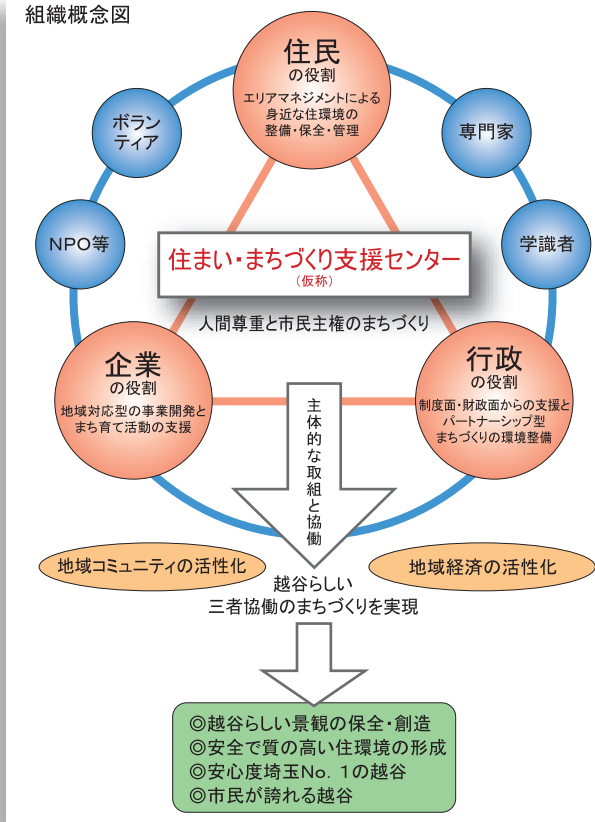 組織概念図
住民
の役割
エリアマネジメントによる
身近な住環境の
整備・保全・管理
ボラン
ティア
専門家
NPO等
学識者
住まい・まちづくり支援センター
(仮称)
人間尊重と市民主権のまちづくり
企業
の役割
地域対応型の事業開発と
まち育て活動の支援
行政
の役割
制度面・財政面からの支援と
パートナーシップ型
まちづくりの環境整備
主体的な取組と協働
地域コミュニティの活性化
地域経済の活性化
越谷らしい
三者協働のまちづくりを実現
◎越谷らしい景観の保全・創造
◎安全で質の高い住環境の形成
◎安心度埼玉No. 1の越谷
◎市民が誇れる越谷